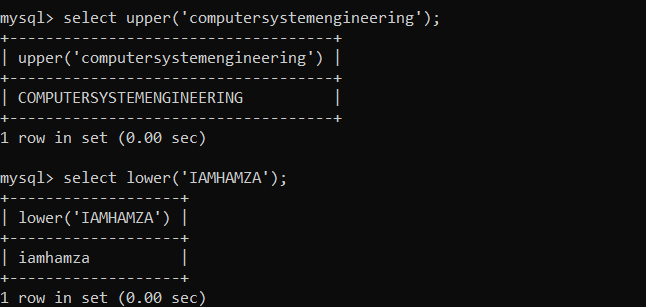 mysql> select upper('computersystemengineering');
+------------------------------------+
| upper('computersystemengineering') |
+------------------------------------+
| COMPUTERSYSTEMENGINEERING          |
+------------------------------------+
1 row in set (0.00 sec)

mysql> select lower('IAMHAMZA');
+-------------------+
| lower('IAMHAMZA') |
+-------------------+
| iamhamza          |
+-------------------+
1 row in set (0.00 sec)